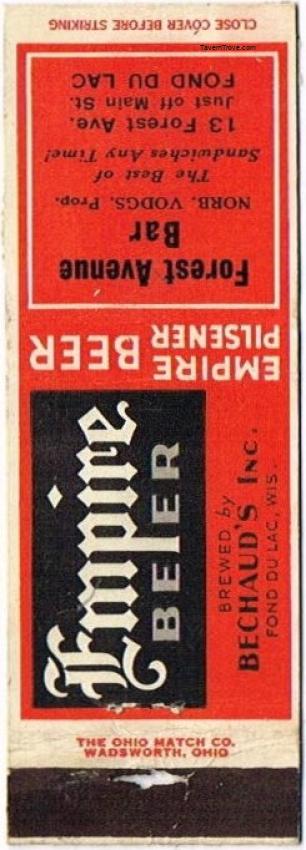 CLOSE COVER BEFORE STRIKING
TavernTrove.com
Forest Avenue
Bar
NORB. VODGS, Prop.
The Best of
Sandwiches Any Time!
13 Forest Ave.
Just off Main St.
FOND DU LAC
EMPIRE
PILSENER
BEER
Empire
BEER
BREWED by
BECHAUD'S INC.
FOND DU LAC, WIS.
THE OHIO MATCH CO.
WADSWORTH, OHIO